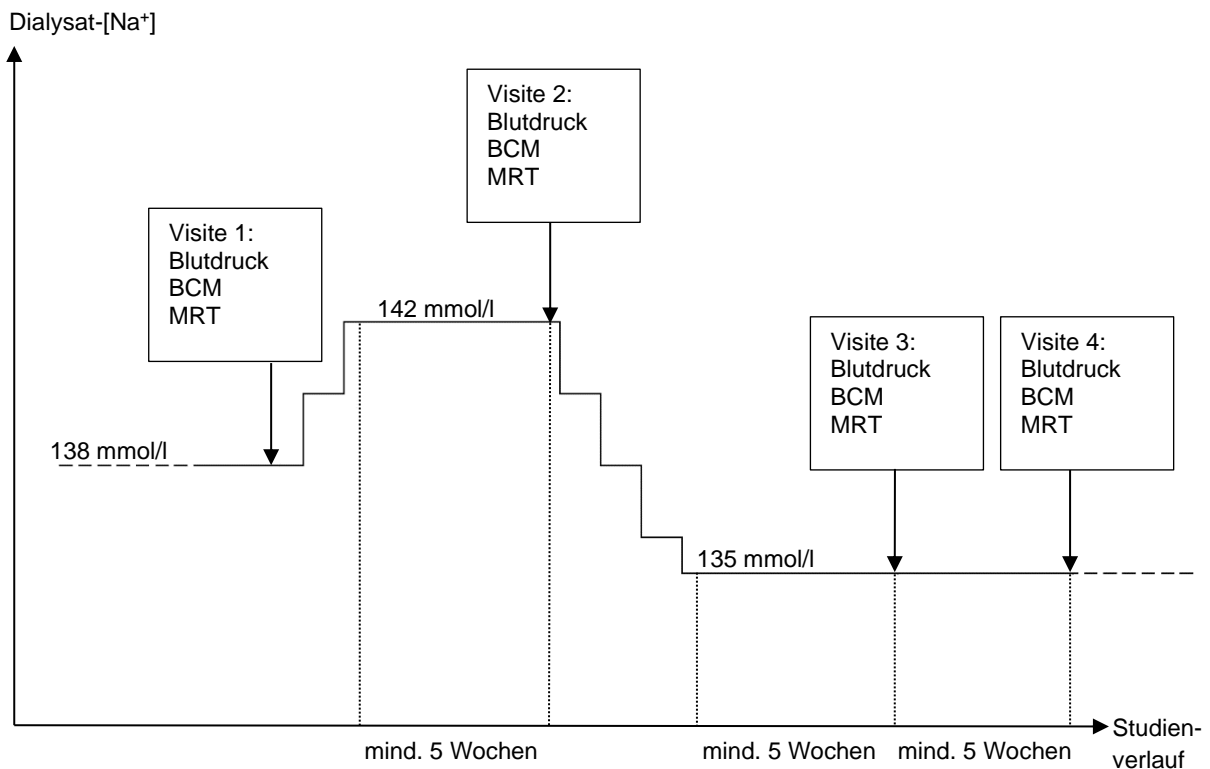 Dialysat-[Na⁺]
Visite 2:
Blutdruck
BCM
MRT
Visite 1:
Blutdruck
BCM
MRT
142 mmol/l
Visite 3:
Blutdruck
BCM
MRT
Visite 4:
Blutdruck
BCM
MRT
138 mmol/l
135 mmol/l
Studien-
verlauf
mind. 5 Wochen
mind. 5 Wochen
mind. 5 Wochen